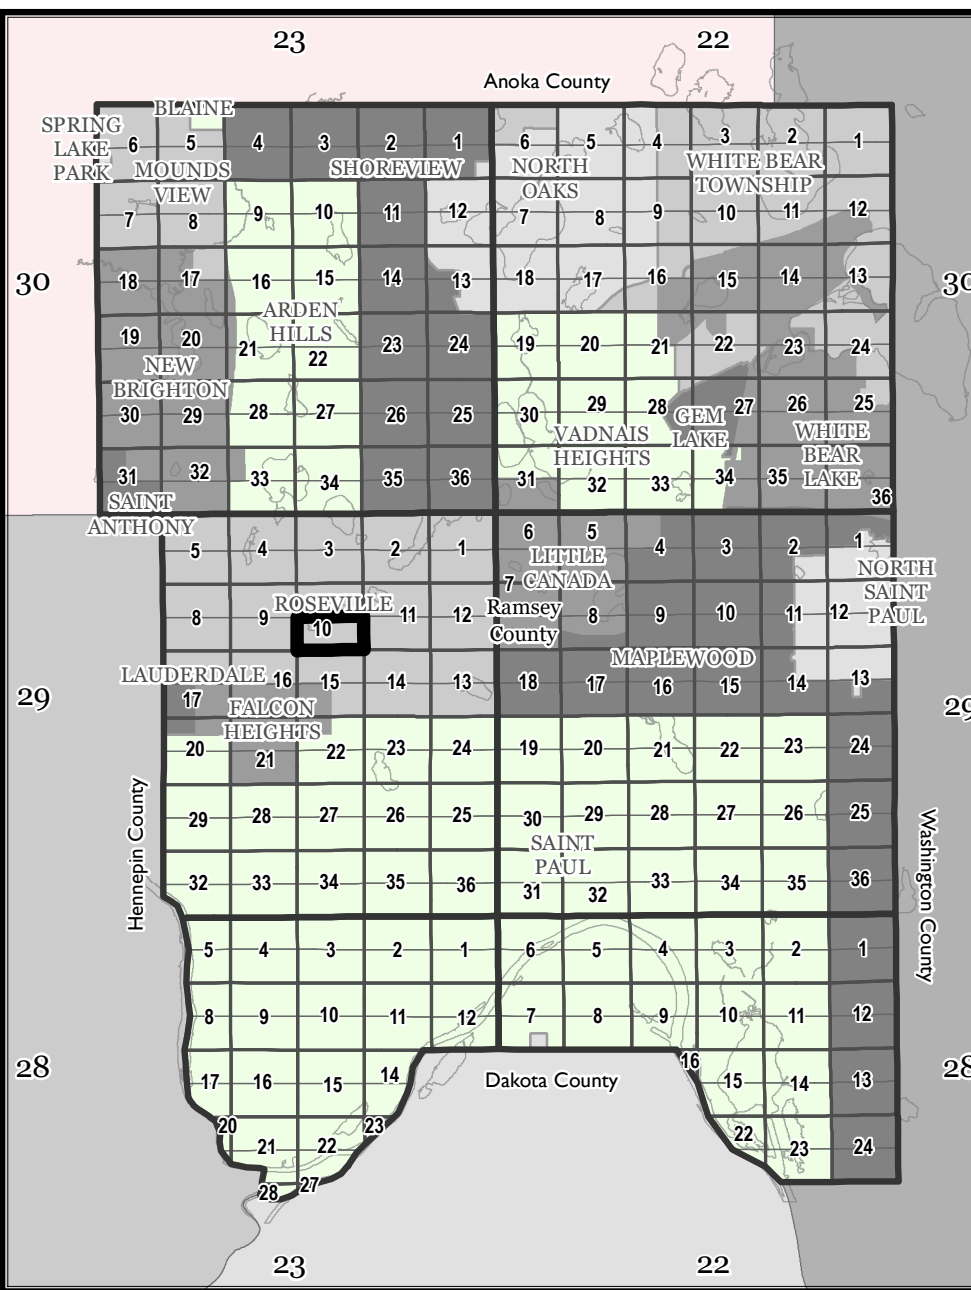 23 22
Anoka County
BLAINE
SPRING
LAKE
PARK
6 5 4 3 2 1 6 5 4 3 2 1
MOUNDS
VIEW
SHOREVIEW
NORTH
OAKS
WHITE BEAR
TOWNSHIP
7 8 9 10 11 12 7 8 9 10 11 12
30 18 17 16 15 14 13 18 17 16 15 14 13 30
ARDEN
HILLS
19 20 21 22 23 24 19 20 21 22 23 24
NEW
BRIGHTON
30 29 28 27 26 25 30 29 28 27 26 25
GEM
LAKE
VADNAIS
HEIGHTS
WHITE
BEAR
LAKE
31 32 33 34 35 36 31 32 33 34 35 36
SAINT
ANTHONY
5 4 3 2 1 6 5 4 3 2 1
LITTLE
CANADA
NORTH
SAINT
PAUL
ROSEVILLE
8 9 10 11 12 7 8 9 10 11 12
Ramsey
County
MAPLEWOOD
LAUDERDALE
29 17 16 15 14 13 18 17 16 15 14 13 29
FALCON
HEIGHTS
20 21 22 23 24 19 20 21 22 23 24
29 28 27 26 25 30 29 28 27 26 25
SAINT
PAUL
32 33 34 35 36 31 32 33 34 35 36
Hennepin County
Washington County
5 4 3 2 1 6 5 4 3 2 1
8 9 10 11 12 7 8 9 10 11 12
28 17 16 15 14 16 15 14 13 28
Dakota County
20 21 22 23 22 23 24
28 27
23 22